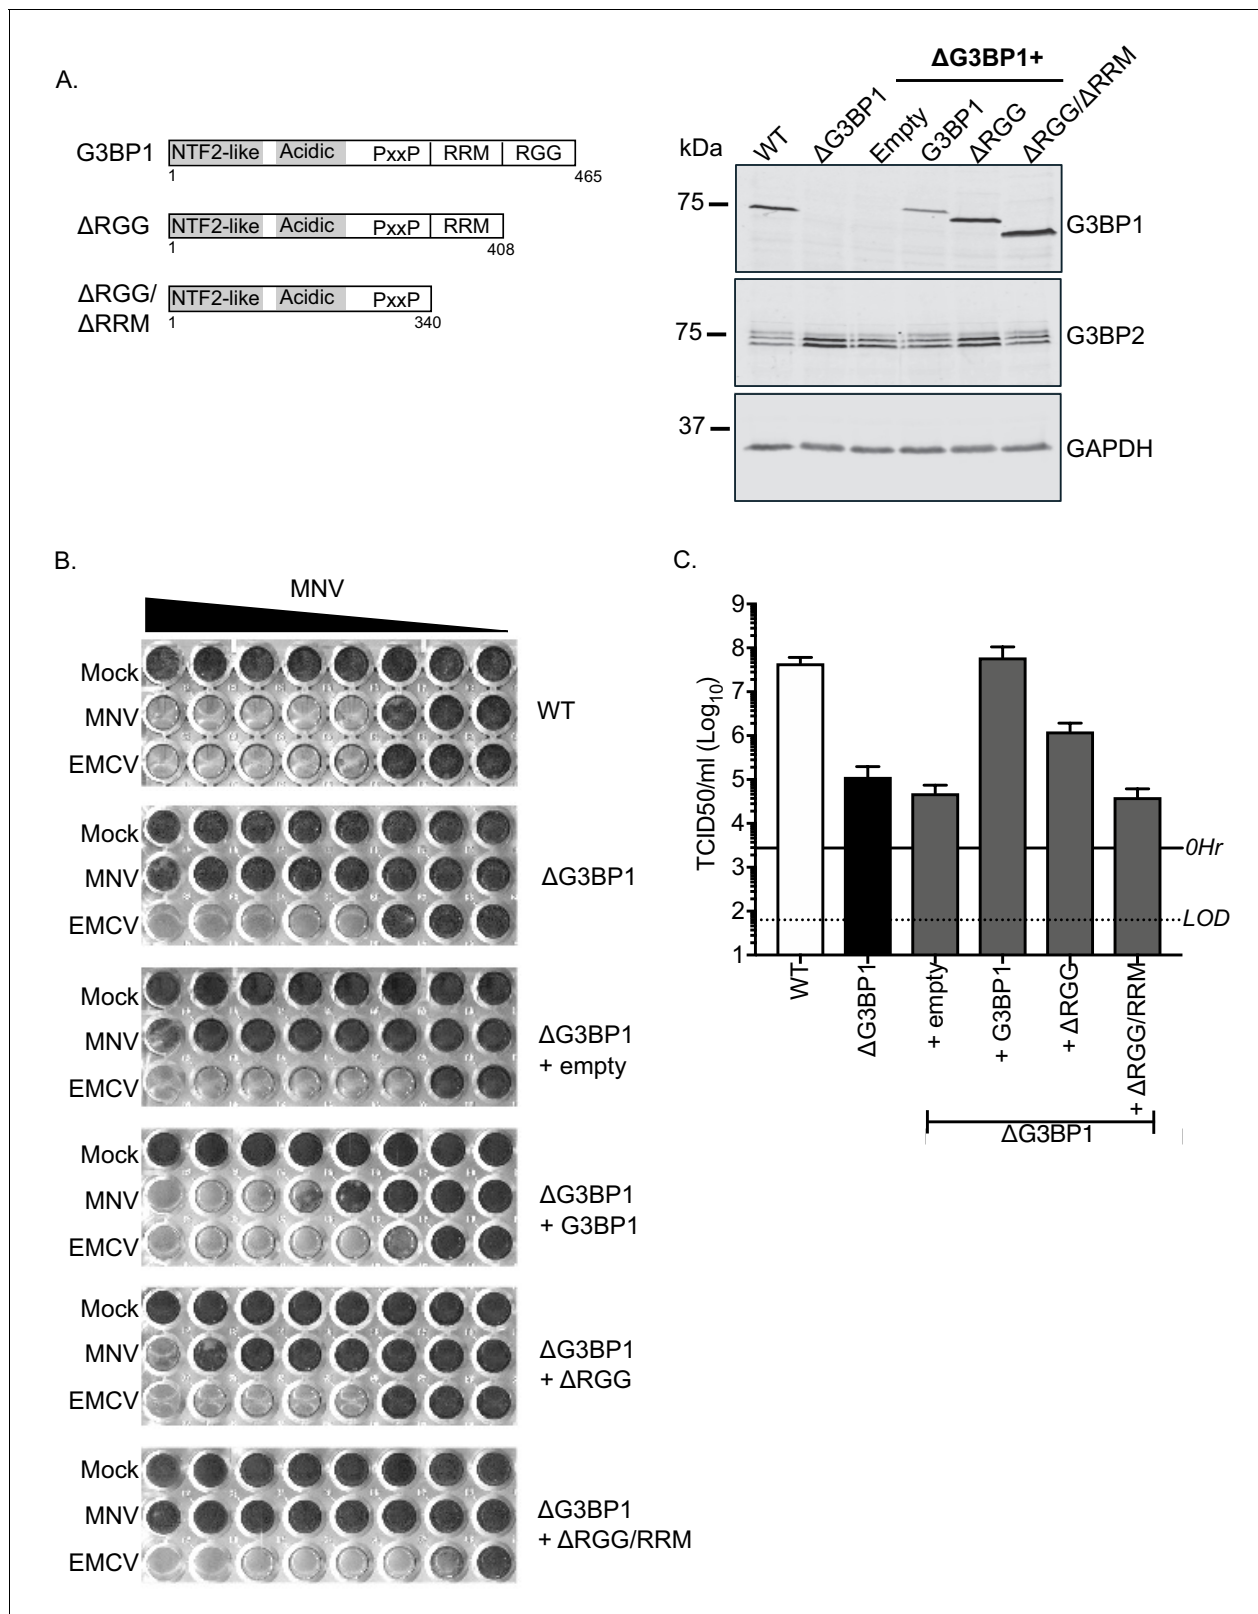 A.
G3BP1 NTF2-like Acidic PxxP RRM RGG
1 465
ΔRGG NTF2-like Acidic PxxP RRM
1 408
ΔRGG/
ΔRRM NTF2-like Acidic PxxP
1 340
ΔG3BP1+
kDa WT ΔG3BP1 Empty G3BP1 ΔRGG ΔRGG/ΔRRM
75 G3BP1
75 G3BP2
37 GAPDH
B.
MNV
Mock
MNV WT
EMCV
Mock
MNV ΔG3BP1
EMCV
Mock
MNV ΔG3BP1
+ empty
EMCV
Mock
MNV ΔG3BP1
+ G3BP1
EMCV
Mock
MNV ΔG3BP1
+ ΔRGG
EMCV
Mock
MNV ΔG3BP1
+ ΔRGG/RRM
EMCV
C.
TCID50/ml (Log10)
9
8
7
6
5
4
3
2
1
0Hr
LOD
WT
ΔG3BP1
+ empty
+ G3BP1
+ ΔRGG
+ ΔRGG/RRM
ΔG3BP1